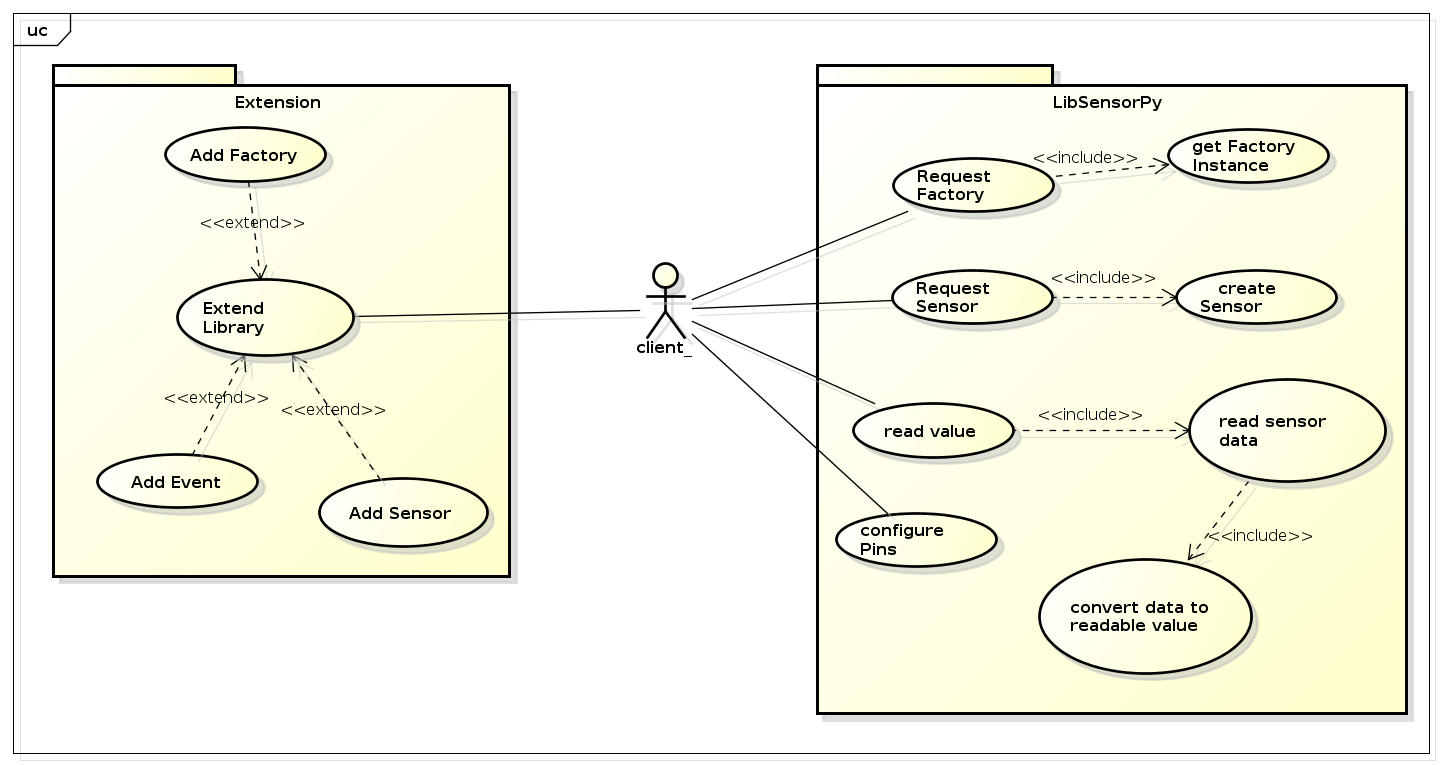 uc
Extension
Add Factory
<<extend>>
Extend
Library
<<extend>>
<<extend>>
Add Event
Add Sensor
client_
LibSensorPy
Request
Factory
<<include>>
get Factory
Instance
Request
Sensor
<<include>>
create
Sensor
read value
<<include>>
read sensor
data
configure
Pins
<<include>>
convert data to
readable value